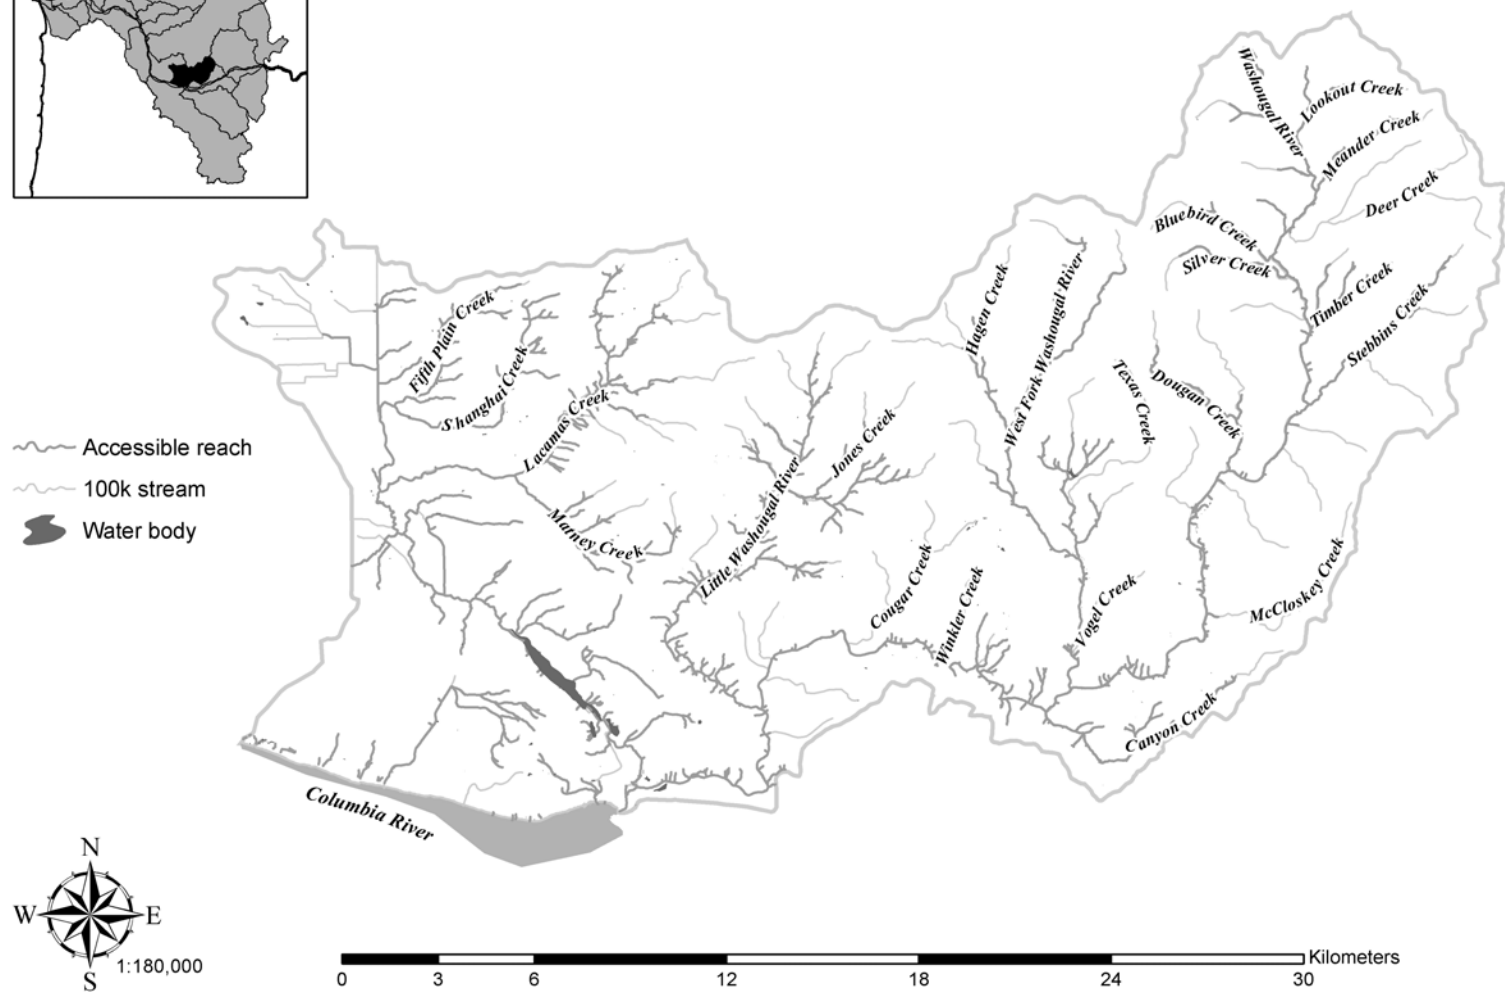 Washougal River
Lookout Creek
Meander Creek
Deer Creek
Bluebird Creek
Silver Creek
Timber Creek
Stebbins Creek
Hagen Creek
West Fork Washougal River
Texas Creek
Dougan Creek
Fifth Plain Creek
Shanghai Creek
Lacamas Creek
Jones Creek
Little Washougal River
Matney Creek
Cougar Creek
Winkler Creek
Vogel Creek
McCloskey Creek
Canyon Creek
Accessible reach
100k stream
Water body
Columbia River
N
W
E
S
1:180,000
0 3 6 12 18 24 30
Kilometers